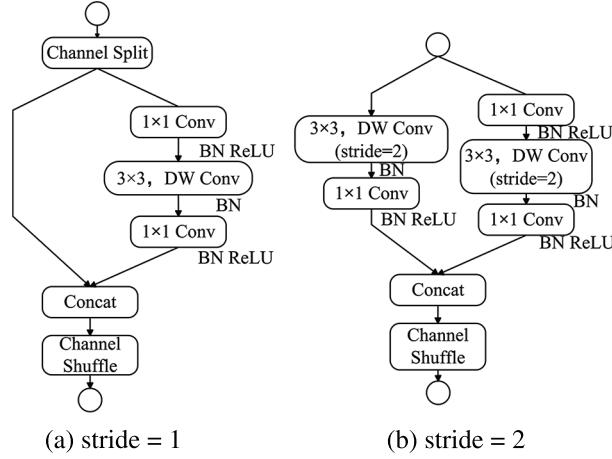 Channel Split
1×1 Conv
BN ReLU
3×3, DW Conv
BN
1×1 Conv
BN ReLU
Concat
Channel
Shuffle
(a) stride = 1
3×3, DW Conv
(stride=2)
BN
1×1 Conv
BN ReLU
1×1 Conv
BN ReLU
3×3, DW Conv
(stride=2)
BN
1×1 Conv
BN ReLU
Concat
Channel
Shuffle
(b) stride = 2